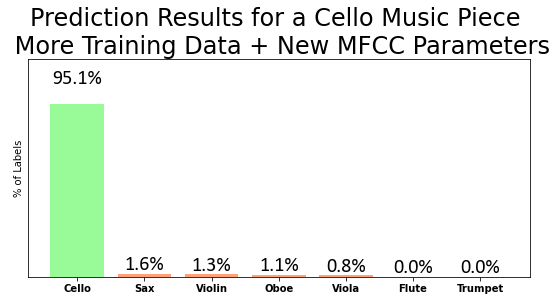 Prediction Results for a Cello Music Piece
More Training Data + New MFCC Parameters
95.1%
1.6%
1.3%
1.1%
0.8%
0.0%
0.0%
% of Labels
Cello
Sax
Violin
Oboe
Viola
Flute
Trumpet